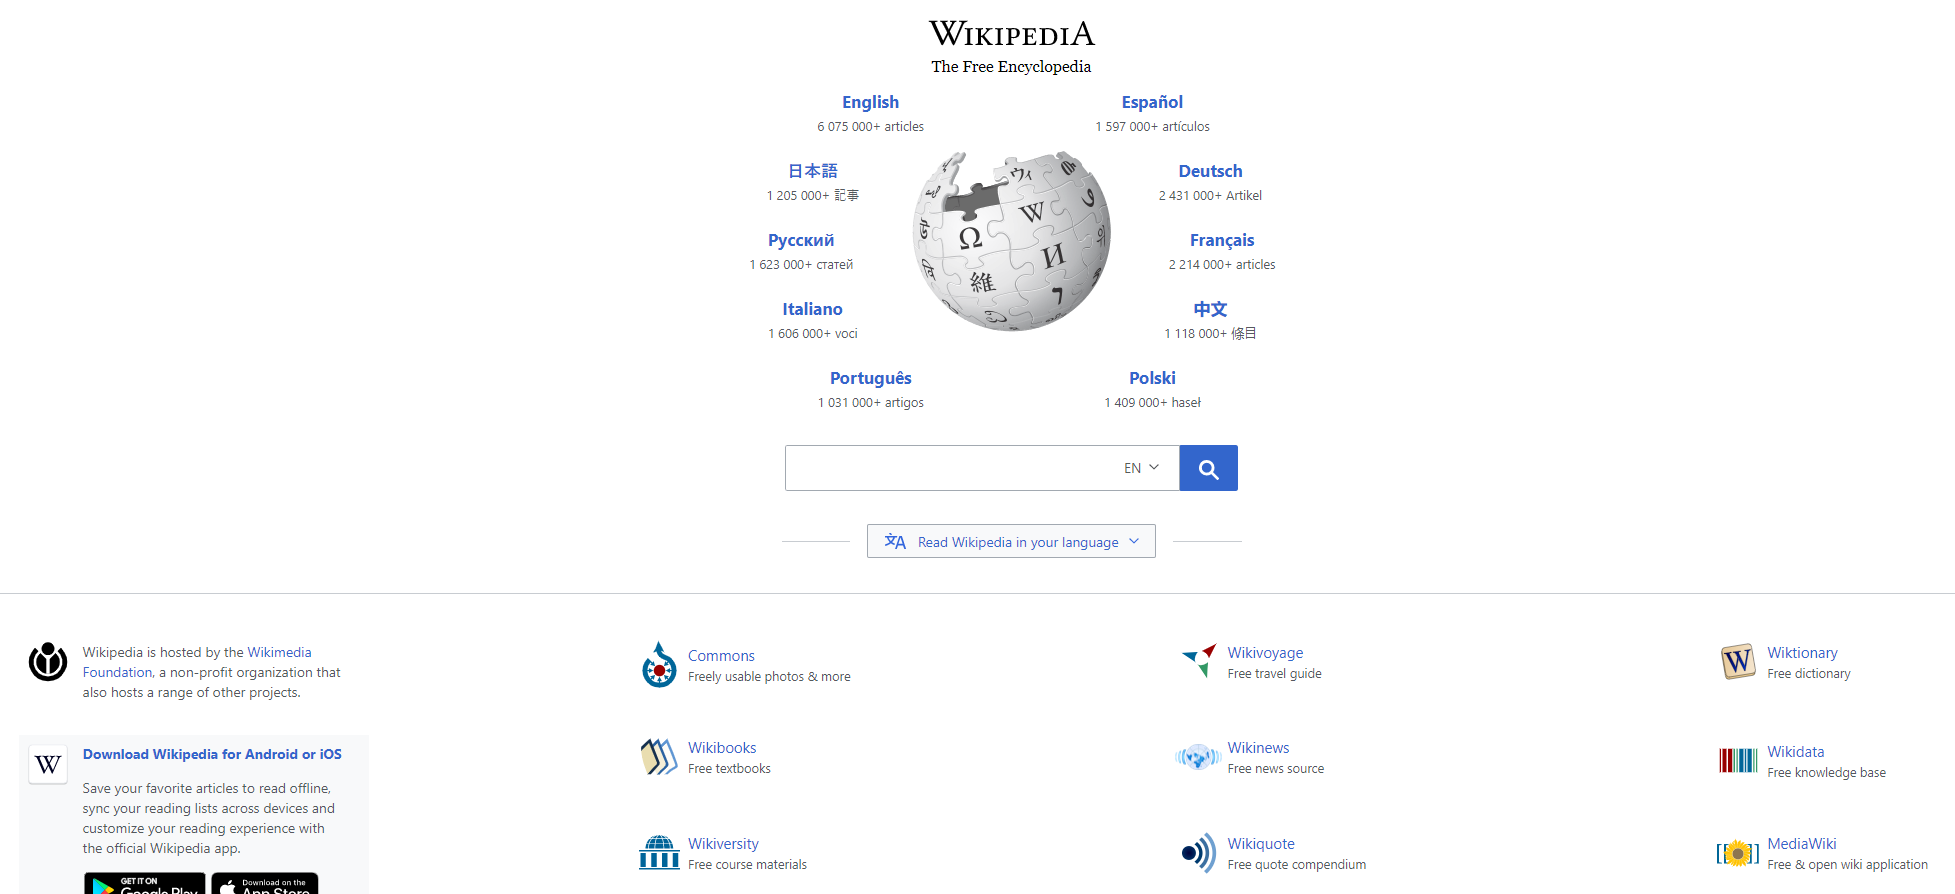 WIKIPEDIA
The Free Encyclopedia
English
6 075 000+ articles
Español
1 597 000+ artículos
日本語
1 205 000+ 記事
Deutsch
2 431 000+ Artikel
Русский
1 623 000+ статей
Français
2 214 000+ articles
Italiano
1 606 000+ voci
中文
1 118 000+ 條目
Português
1 031 000+ artigos
Polski
1 409 000+ haseł
Ω
W
ウィ
И
維
EN
Read Wikipedia in your language
Wikipedia is hosted by the Wikimedia
Foundation, a non-profit organization that
also hosts a range of other projects.
W
Download Wikipedia for Android or iOS
Save your favorite articles to read offline,
sync your reading lists across devices and
customize your reading experience with
the official Wikipedia app.
GET IT ON
Google Play
Download on the
App Store
Commons
Freely usable photos & more
Wikivoyage
Free travel guide
W
Wiktionary
Free dictionary
Wikibooks
Free textbooks
Wikinews
Free news source
Wikidata
Free knowledge base
Wikiversity
Free course materials
Wikiquote
Free quote compendium
MediaWiki
Free & open wiki application